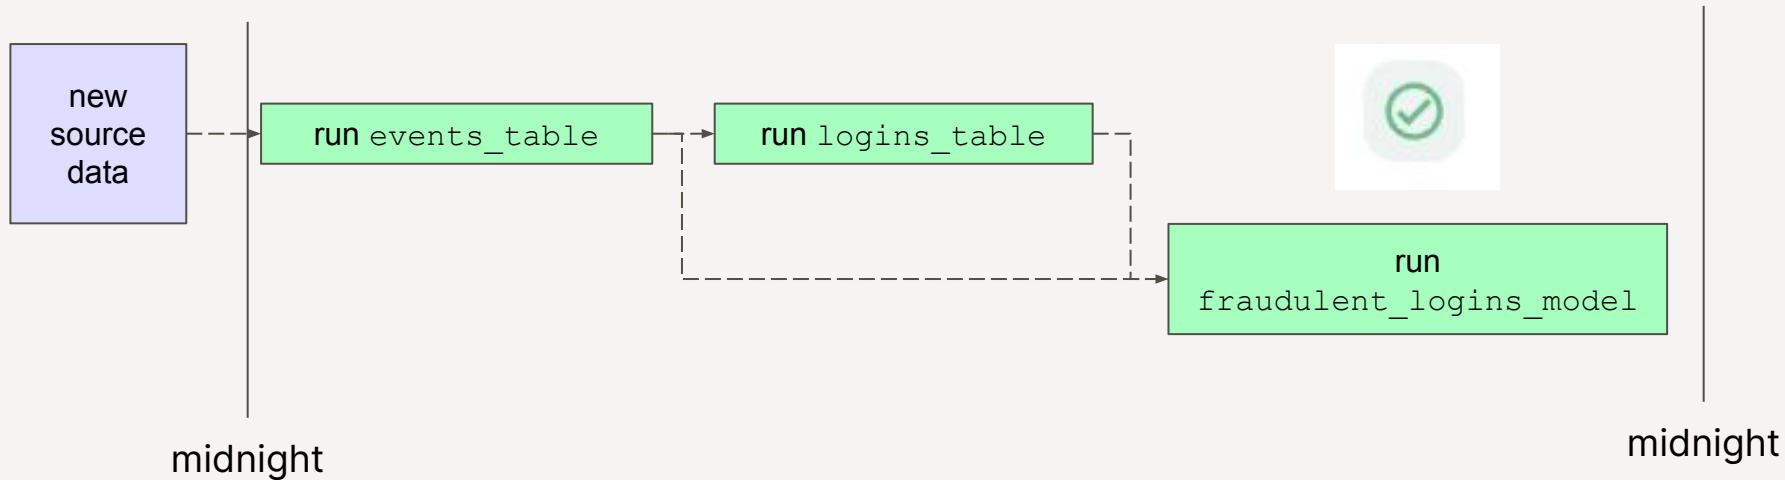 new
source
data
run events_table
run logins_table
run
fraudulent_logins_model
midnight
midnight